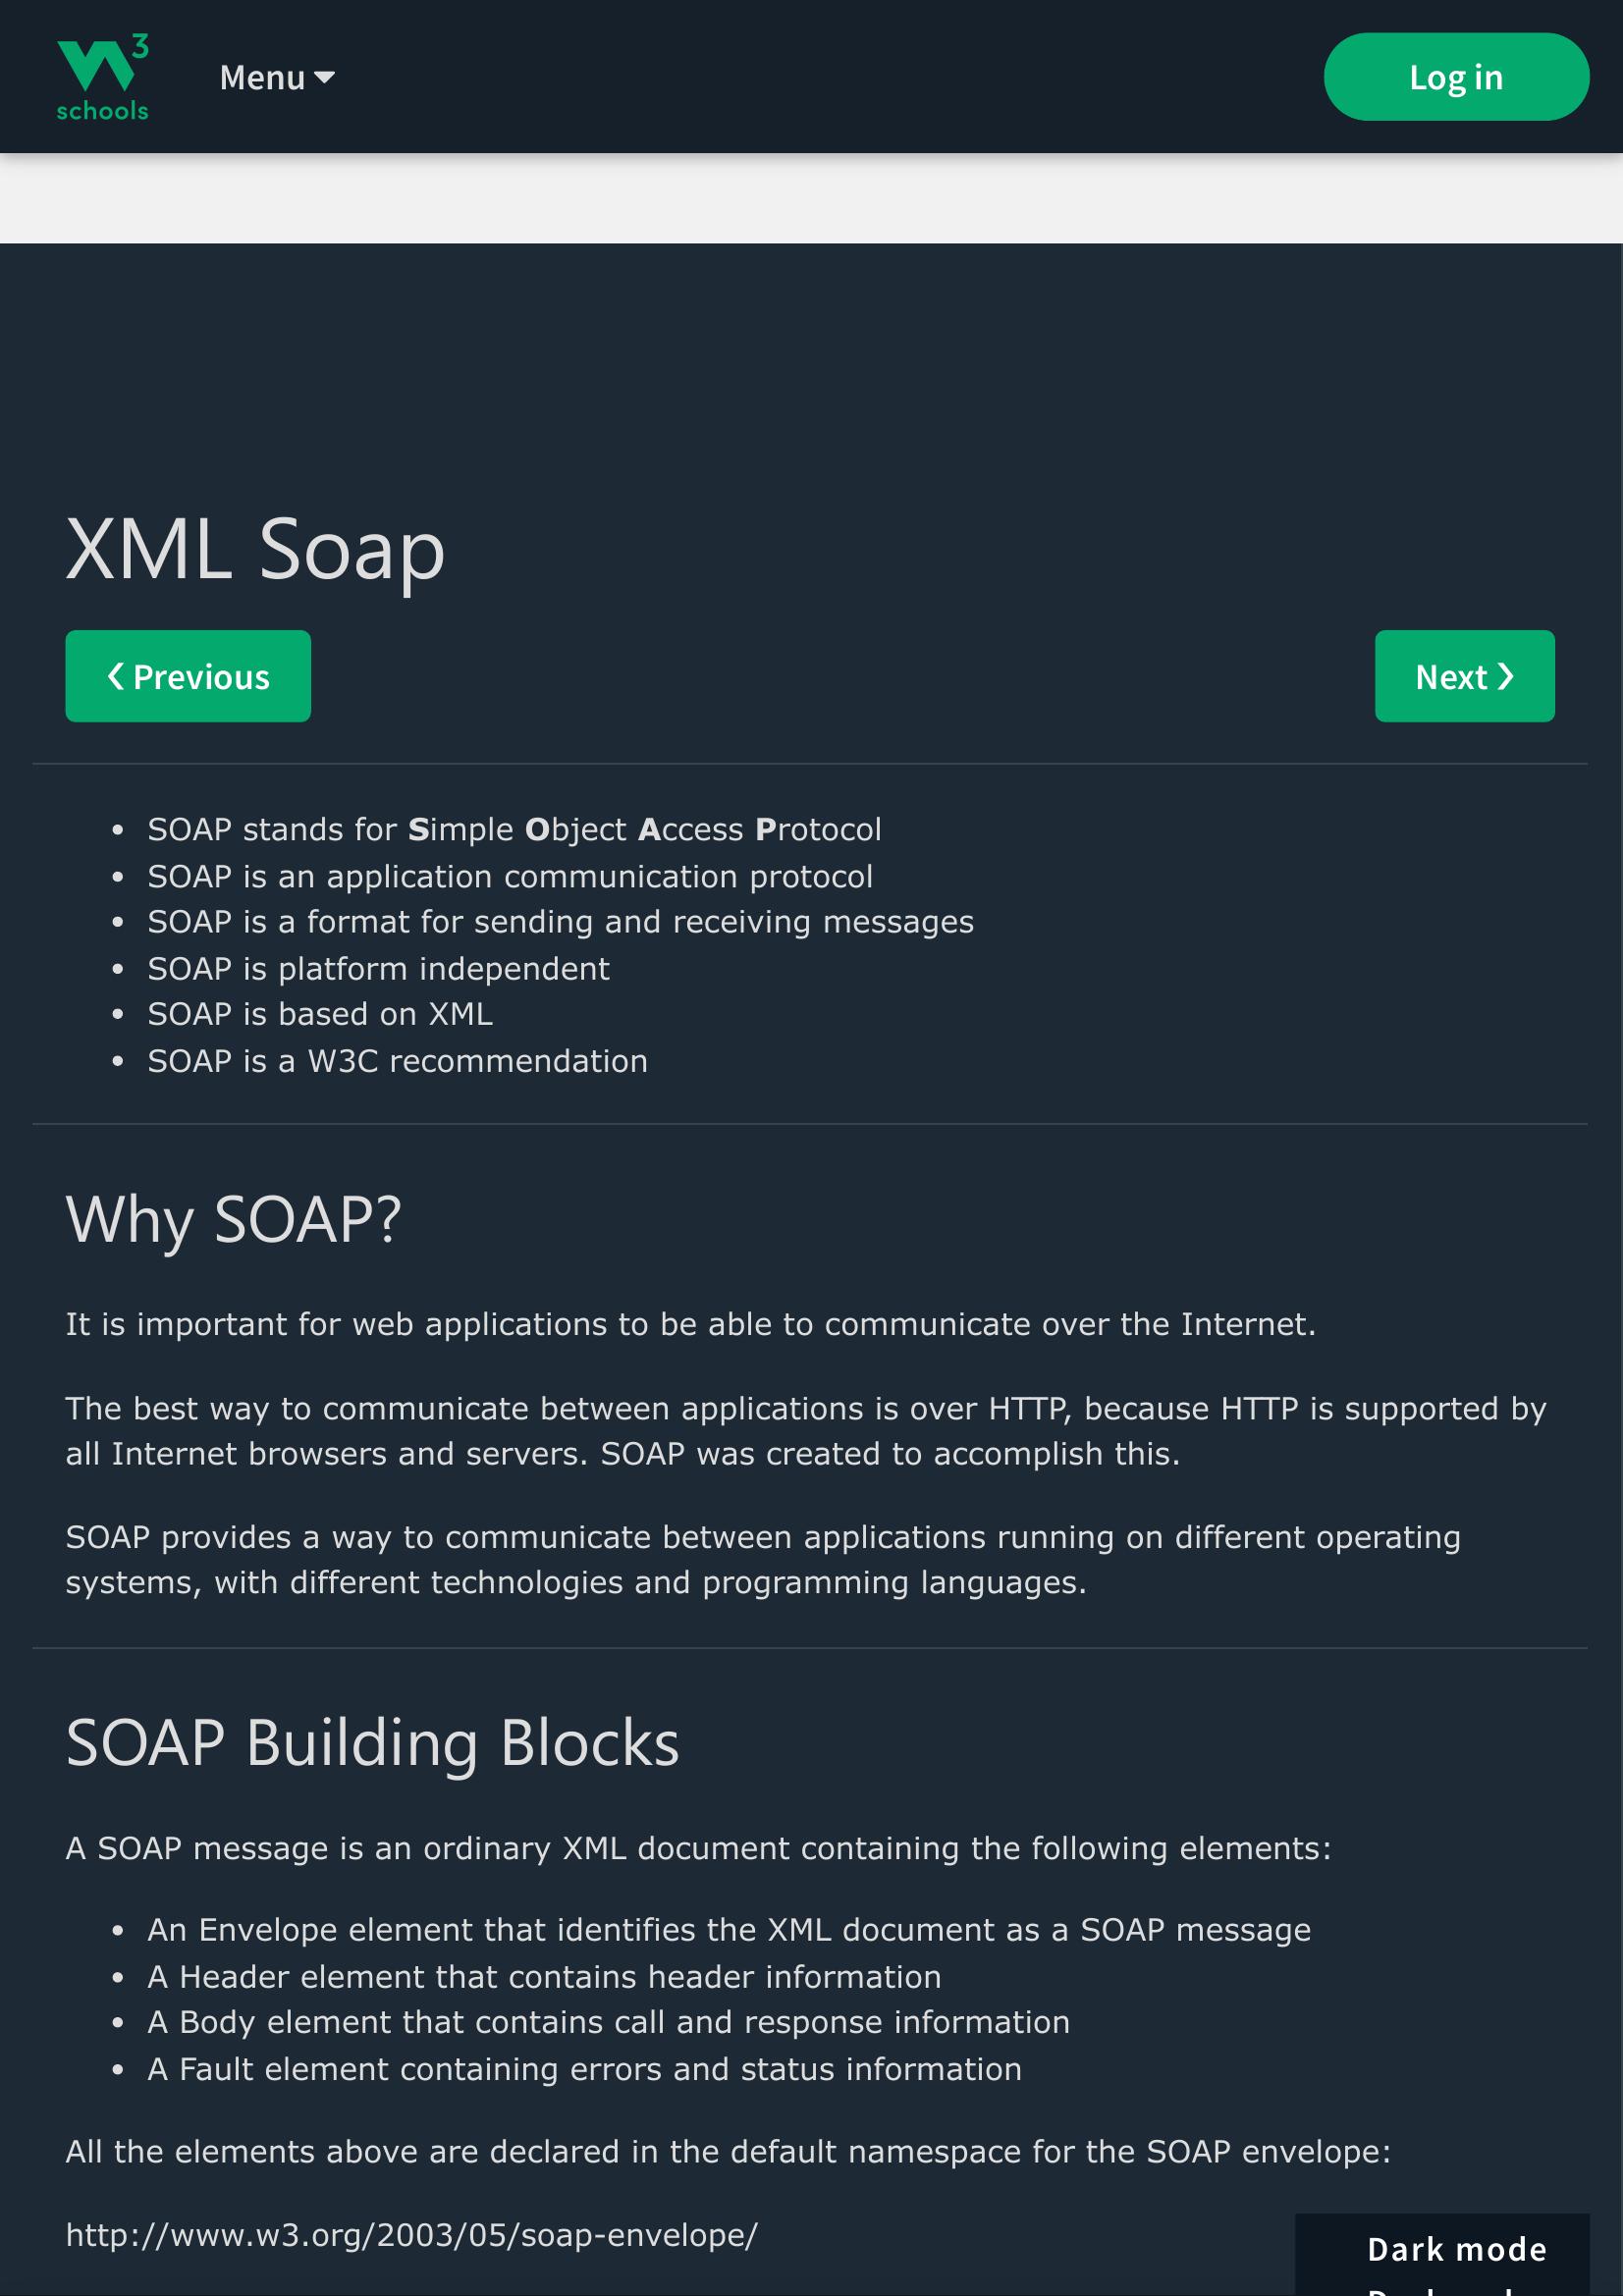 W3
schools
Menu
Log in
XML Soap
❮ Previous
Next ❯
• SOAP stands for Simple Object Access Protocol
• SOAP is an application communication protocol
• SOAP is a format for sending and receiving messages
• SOAP is platform independent
• SOAP is based on XML
• SOAP is a W3C recommendation
Why SOAP?
It is important for web applications to be able to communicate over the Internet.
The best way to communicate between applications is over HTTP, because HTTP is supported by
all Internet browsers and servers. SOAP was created to accomplish this.
SOAP provides a way to communicate between applications running on different operating
systems, with different technologies and programming languages.
SOAP Building Blocks
A SOAP message is an ordinary XML document containing the following elements:
• An Envelope element that identifies the XML document as a SOAP message
• A Header element that contains header information
• A Body element that contains call and response information
• A Fault element containing errors and status information
All the elements above are declared in the default namespace for the SOAP envelope:
http://www.w3.org/2003/05/soap-envelope/
Dark mode